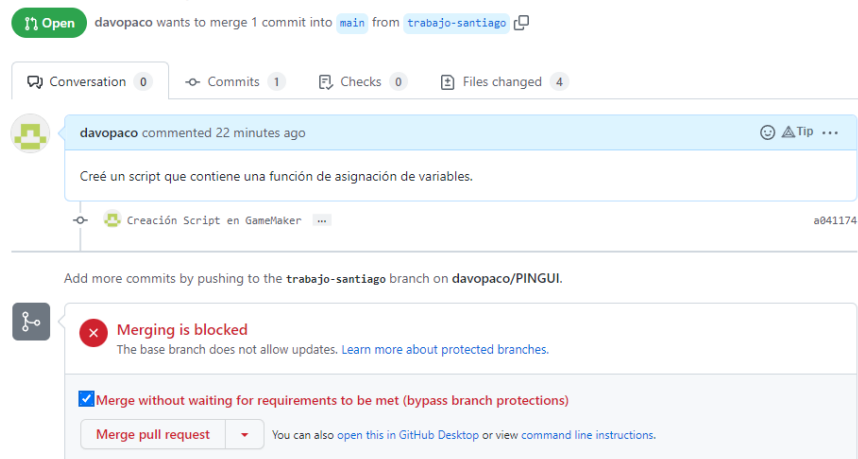 Open davopaco wants to merge 1 commit into main from trabajo-santiago
Conversation 0 Commits 1 Checks 0 Files changed 4
davopaco commented 22 minutes ago Tip ...
Creé un script que contiene una función de asignación de variables.
Creación Script en GameMaker ... a041174
Add more commits by pushing to the trabajo-santiago branch on davopaco/PINGUI.
Merging is blocked
The base branch does not allow updates. Learn more about protected branches.
Merge without waiting for requirements to be met (bypass branch protections)
Merge pull request You can also open this in GitHub Desktop or view command line instructions.